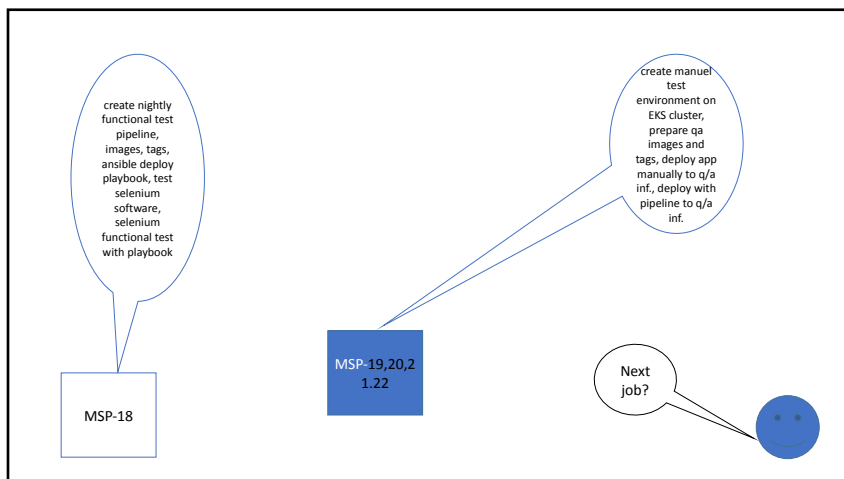 create nightly
functional test
pipeline,
images, tags,
ansible deploy
playbook, test
selenium
software,
selenium
functional test
with playbook
MSP-18
create manuel
test
environment on
EKS cluster,
prepare qa
images and
tags, deploy app
manually to q/a
inf., deploy with
pipeline to q/a
inf.
MSP-19,20,2
1.22
Next
job?